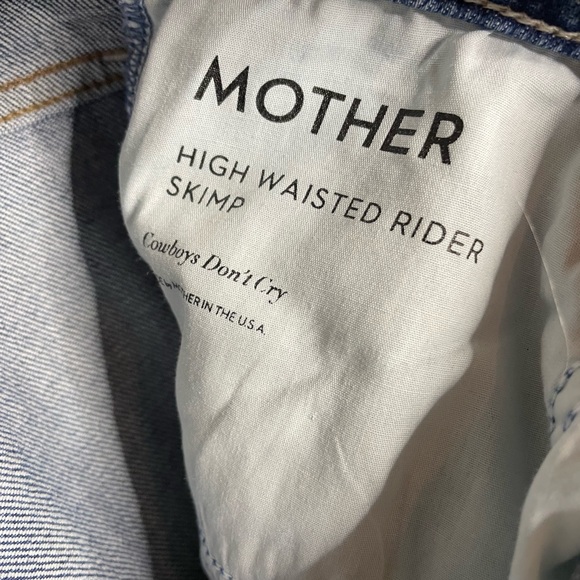 MOTHER
HIGH WAISTED RIDER
SKIMP
Cowboys Don't Cry
MOTHER IN THE U.S.A.